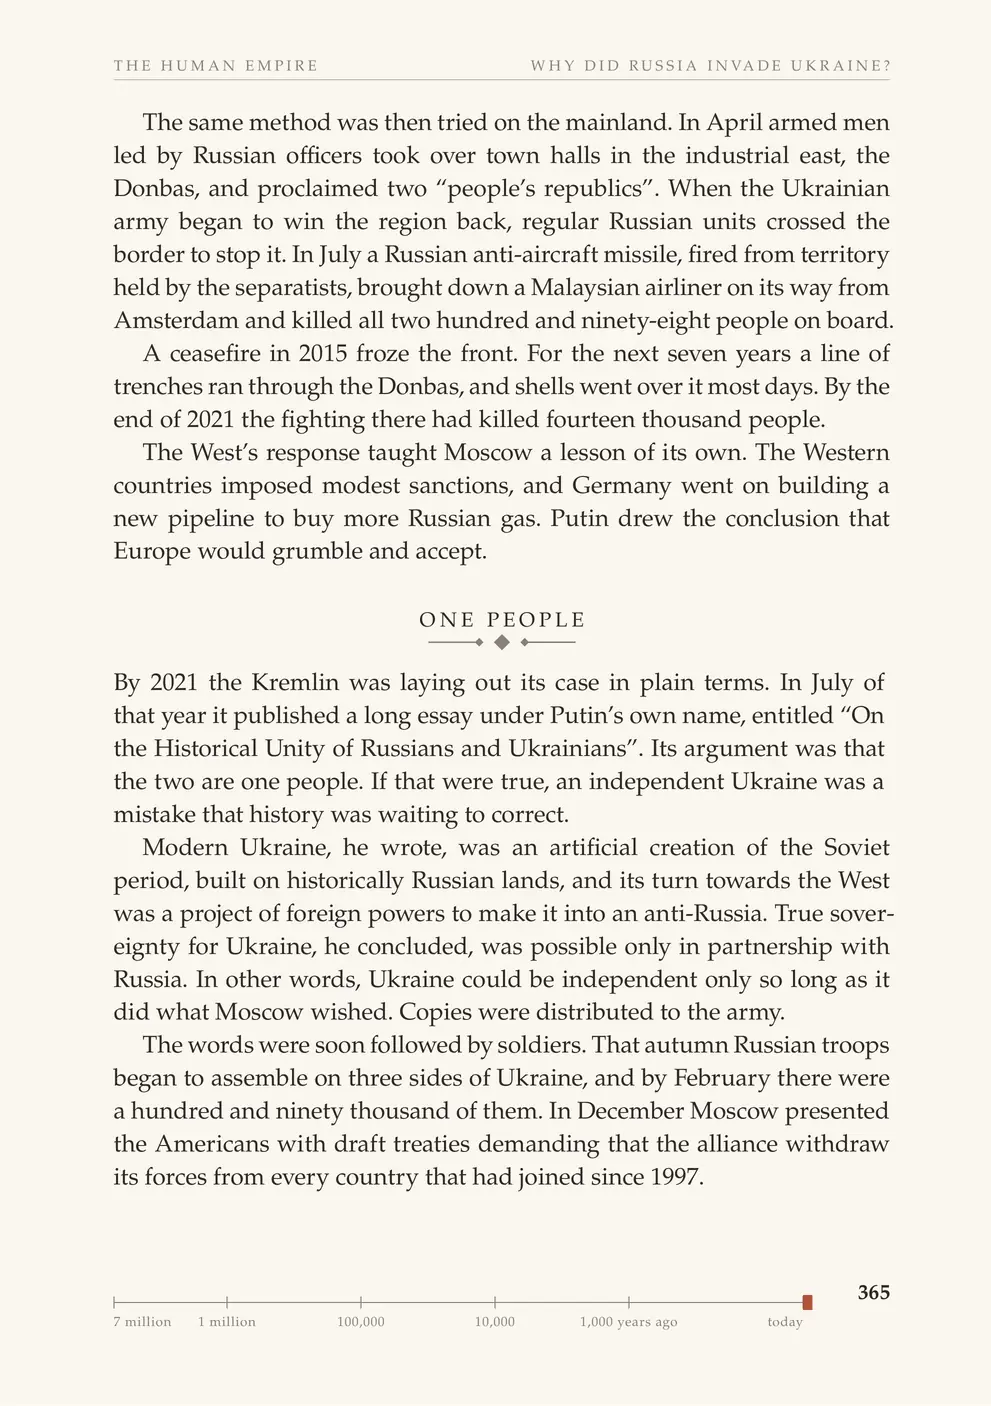 THE HUMAN EMPIRE
WHY DID RUSSIA INVADE UKRAINE?
The same method was then tried on the mainland. In April armed men
led by Russian officers took over town halls in the industrial east, the
Donbas, and proclaimed two “people’s republics”. When the Ukrainian
army began to win the region back, regular Russian units crossed the
border to stop it. In July a Russian anti-aircraft missile, fired from territory
held by the separatists, brought down a Malaysian airliner on its way from
Amsterdam and killed all two hundred and ninety-eight people on board.
A ceasefire in 2015 froze the front. For the next seven years a line of
trenches ran through the Donbas, and shells went over it most days. By the
end of 2021 the fighting there had killed fourteen thousand people.
The West’s response taught Moscow a lesson of its own. The Western
countries imposed modest sanctions, and Germany went on building a
new pipeline to buy more Russian gas. Putin drew the conclusion that
Europe would grumble and accept.
ONE PEOPLE
By 2021 the Kremlin was laying out its case in plain terms. In July of
that year it published a long essay under Putin’s own name, entitled “On
the Historical Unity of Russians and Ukrainians”. Its argument was that
the two are one people. If that were true, an independent Ukraine was a
mistake that history was waiting to correct.
Modern Ukraine, he wrote, was an artificial creation of the Soviet
period, built on historically Russian lands, and its turn towards the West
was a project of foreign powers to make it into an anti-Russia. True sover-
eignty for Ukraine, he concluded, was possible only in partnership with
Russia. In other words, Ukraine could be independent only so long as it
did what Moscow wished. Copies were distributed to the army.
The words were soon followed by soldiers. That autumn Russian troops
began to assemble on three sides of Ukraine, and by February there were
a hundred and ninety thousand of them. In December Moscow presented
the Americans with draft treaties demanding that the alliance withdraw
its forces from every country that had joined since 1997.
365
7 million 1 million 100,000 10,000 1,000 years ago today